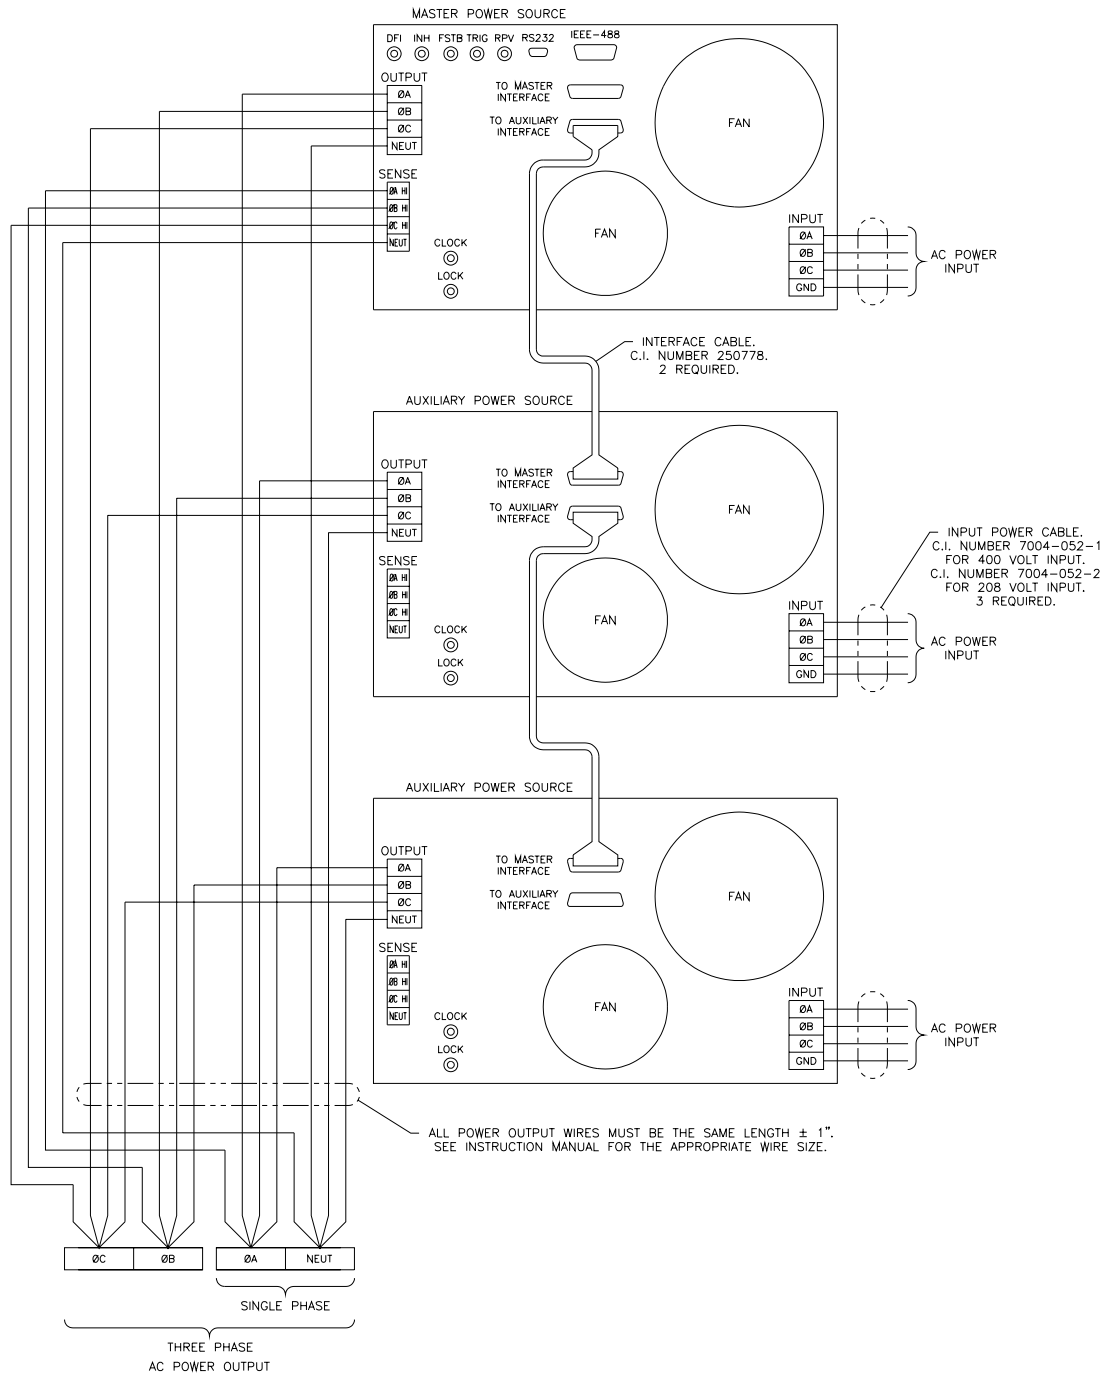 MASTER POWER SOURCE
DFI INH FSTB TRIG RPV RS232 IEEE-488
OUTPUT
ØA
ØB
ØC
NEUT
TO MASTER
INTERFACE
TO AUXILIARY
INTERFACE
FAN
SENSE
ØA HI
ØB HI
ØC HI
NEUT
FAN
CLOCK
LOCK
INPUT
ØA
ØB
ØC
GND
AC POWER
INPUT
INTERFACE CABLE.
C.I. NUMBER 250778.
2 REQUIRED.
AUXILIARY POWER SOURCE
OUTPUT
ØA
ØB
ØC
NEUT
TO MASTER
INTERFACE
TO AUXILIARY
INTERFACE
FAN
SENSE
ØA HI
ØB HI
ØC HI
NEUT
FAN
CLOCK
LOCK
INPUT
ØA
ØB
ØC
GND
INPUT POWER CABLE.
C.I. NUMBER 7004-052-1
FOR 400 VOLT INPUT.
C.I. NUMBER 7004-052-2
FOR 208 VOLT INPUT.
3 REQUIRED.
AC POWER
INPUT
AUXILIARY POWER SOURCE
OUTPUT
ØA
ØB
ØC
NEUT
TO MASTER
INTERFACE
TO AUXILIARY
INTERFACE
FAN
SENSE
ØA HI
ØB HI
ØC HI
NEUT
FAN
CLOCK
LOCK
INPUT
ØA
ØB
ØC
GND
AC POWER
INPUT
ALL POWER OUTPUT WIRES MUST BE THE SAME LENGTH ± 1".
SEE INSTRUCTION MANUAL FOR THE APPROPRIATE WIRE SIZE.
ØC ØB ØA NEUT
SINGLE PHASE
THREE PHASE
AC POWER OUTPUT